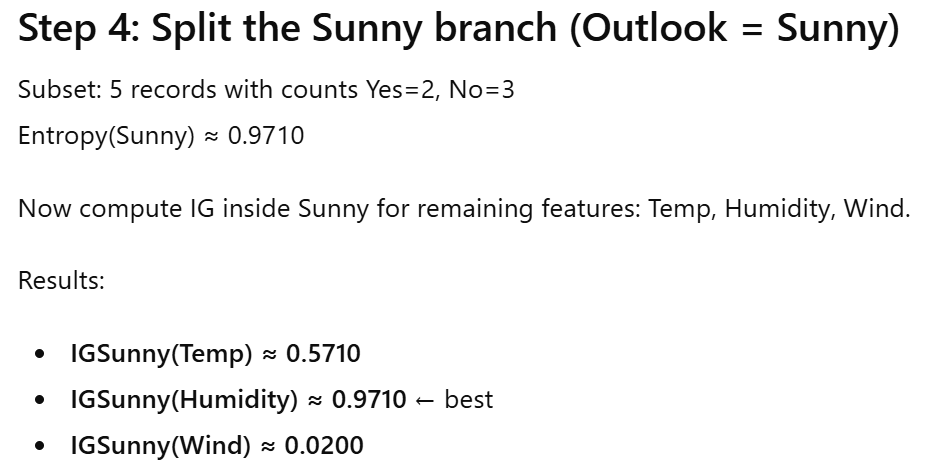 Step 4: Split the Sunny branch (Outlook = Sunny)
Subset: 5 records with counts Yes=2, No=3
Entropy(Sunny) ≈ 0.9710
Now compute IG inside Sunny for remaining features: Temp, Humidity, Wind.
Results:
• IGSunny(Temp) ≈ 0.5710
• IGSunny(Humidity) ≈ 0.9710 ← best
• IGSunny(Wind) ≈ 0.0200